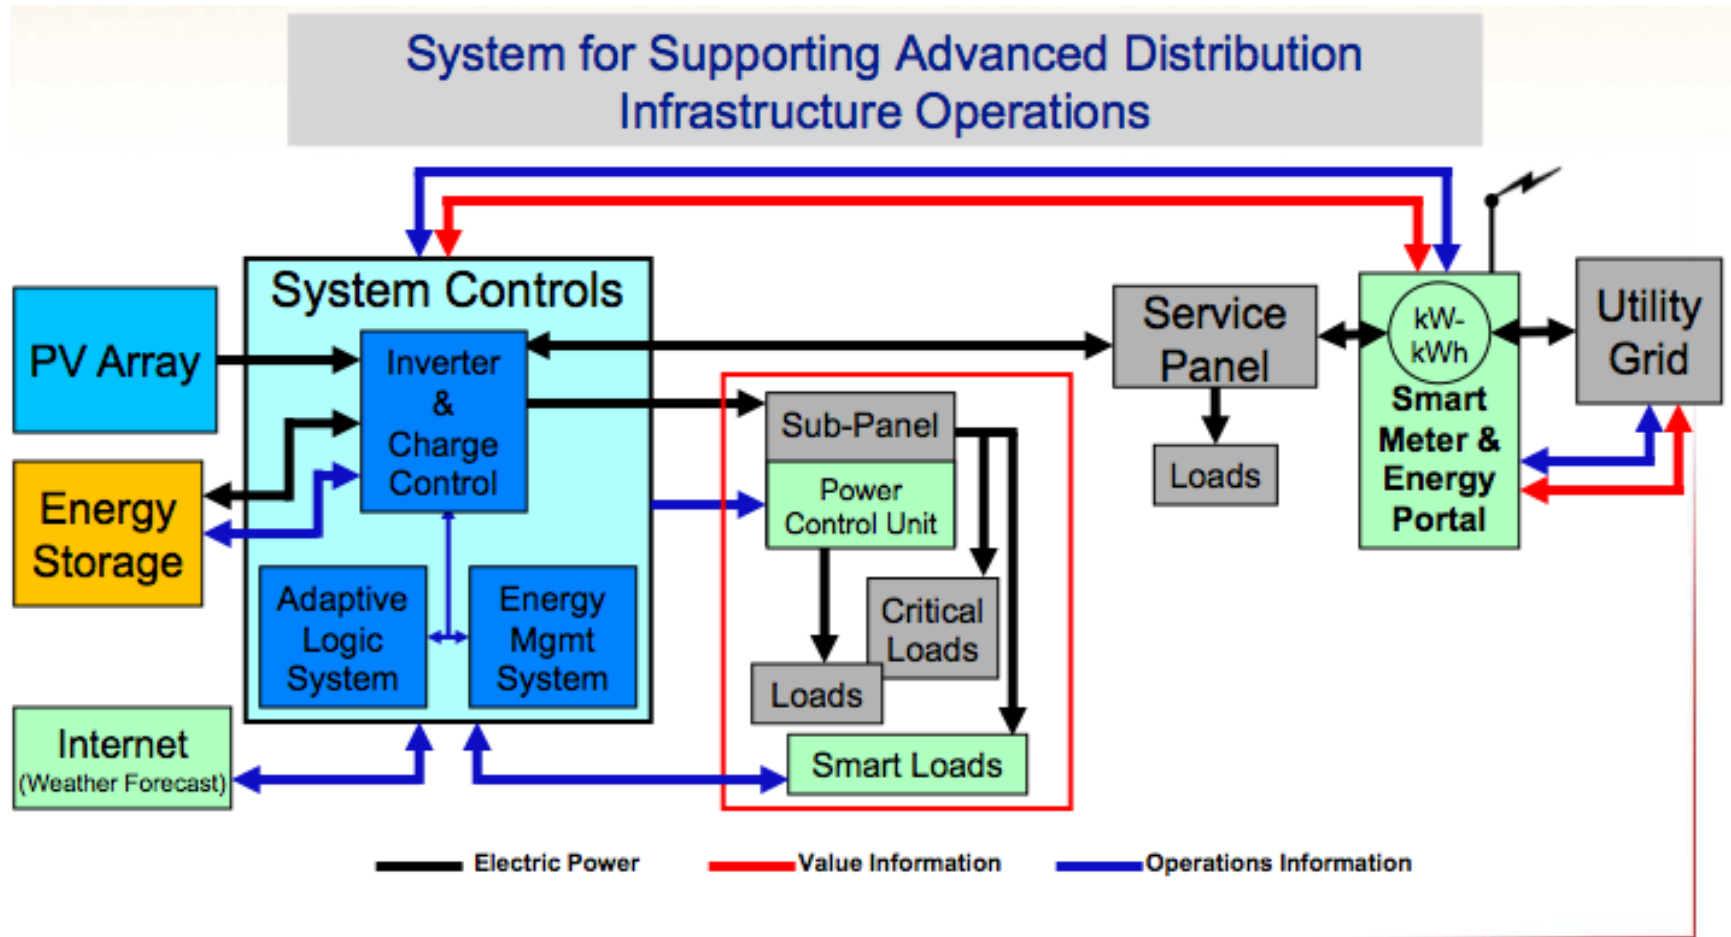 System for Supporting Advanced Distribution
Infrastructure Operations
System Controls
PV Array
Inverter
&
Charge
Control
Energy
Storage
Adaptive
Logic
System
Energy
Mgmt
System
Internet
(Weather Forecast)
Sub-Panel
Power
Control Unit
Critical
Loads
Loads
Smart Loads
Service
Panel
Loads
kW-
kWh
Smart
Meter &
Energy
Portal
Utility
Grid
Electric Power
Value Information
Operations Information